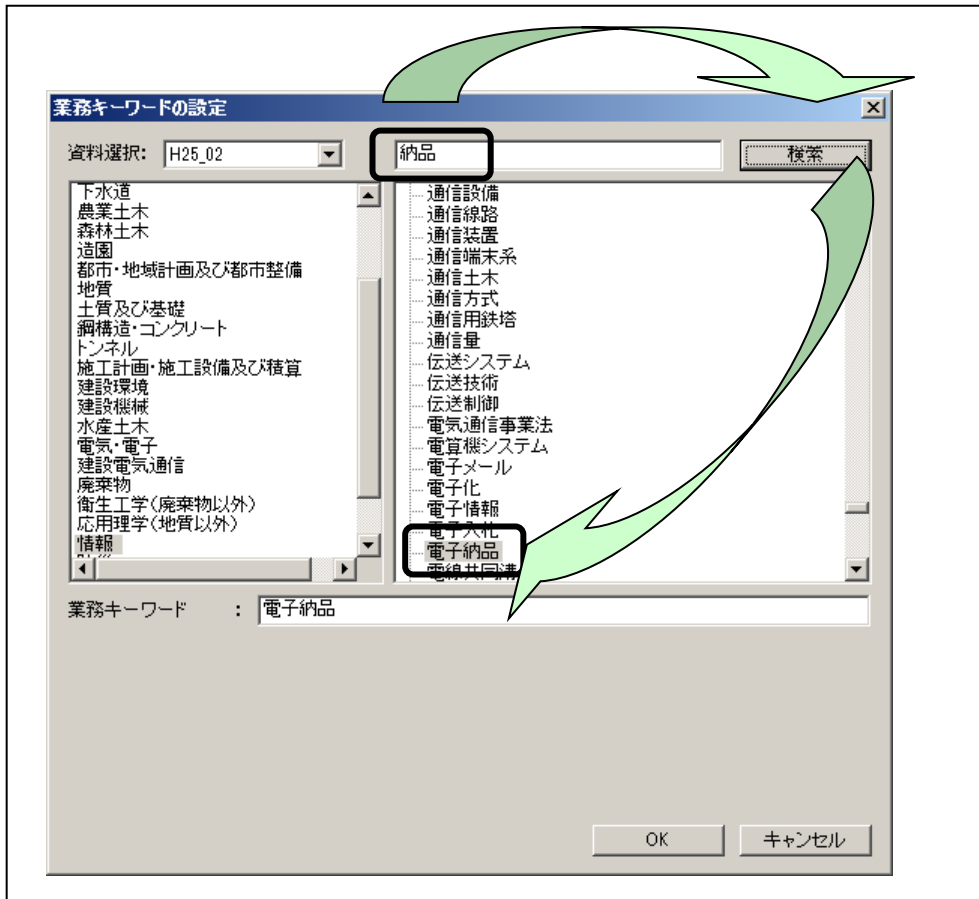 業務キーワードの設定
資料選択: H25_02
納品
検索
下水道
農業土木
森林土木
造園
都市・地域計画及び都市整備
地質
土質及び基礎
鋼構造・コンクリート
トンネル
施工計画・施工設備及び積算
建設環境
建設機械
水産土木
電気・電子
建設電気通信
廃棄物
衛生工学(廃棄物以外)
応用理学(地質以外)
情報
通信設備
通信線路
通信装置
通信端末系
通信土木
通信方式
通信用鉄塔
通信量
伝送システム
伝送技術
伝送制御
電気通信事業法
電算機システム
電子メール
電子化
電子情報
電子入札
電子納品
電線共同溝
業務キーワード : 電子納品
OK
キャンセル